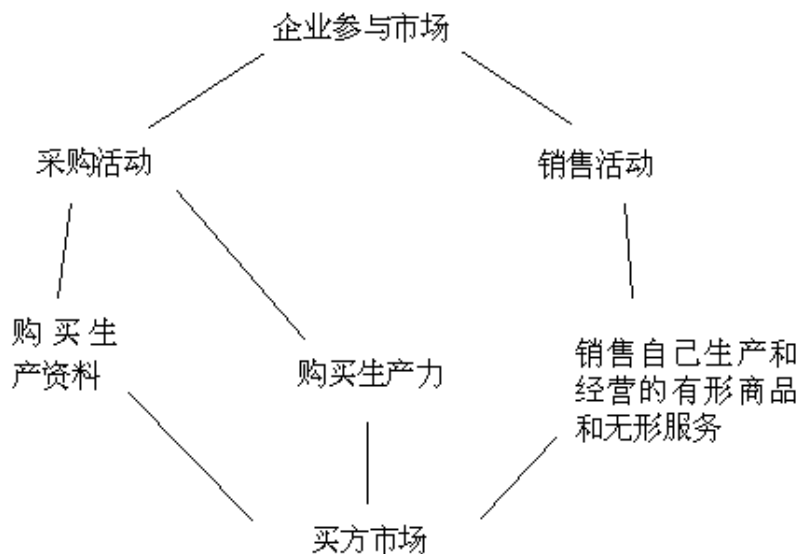 企业参与市场
采购活动
销售活动
购买生
产资料
购买生产力
销售自己生产和
经营的有形商品
和无形服务
买方市场